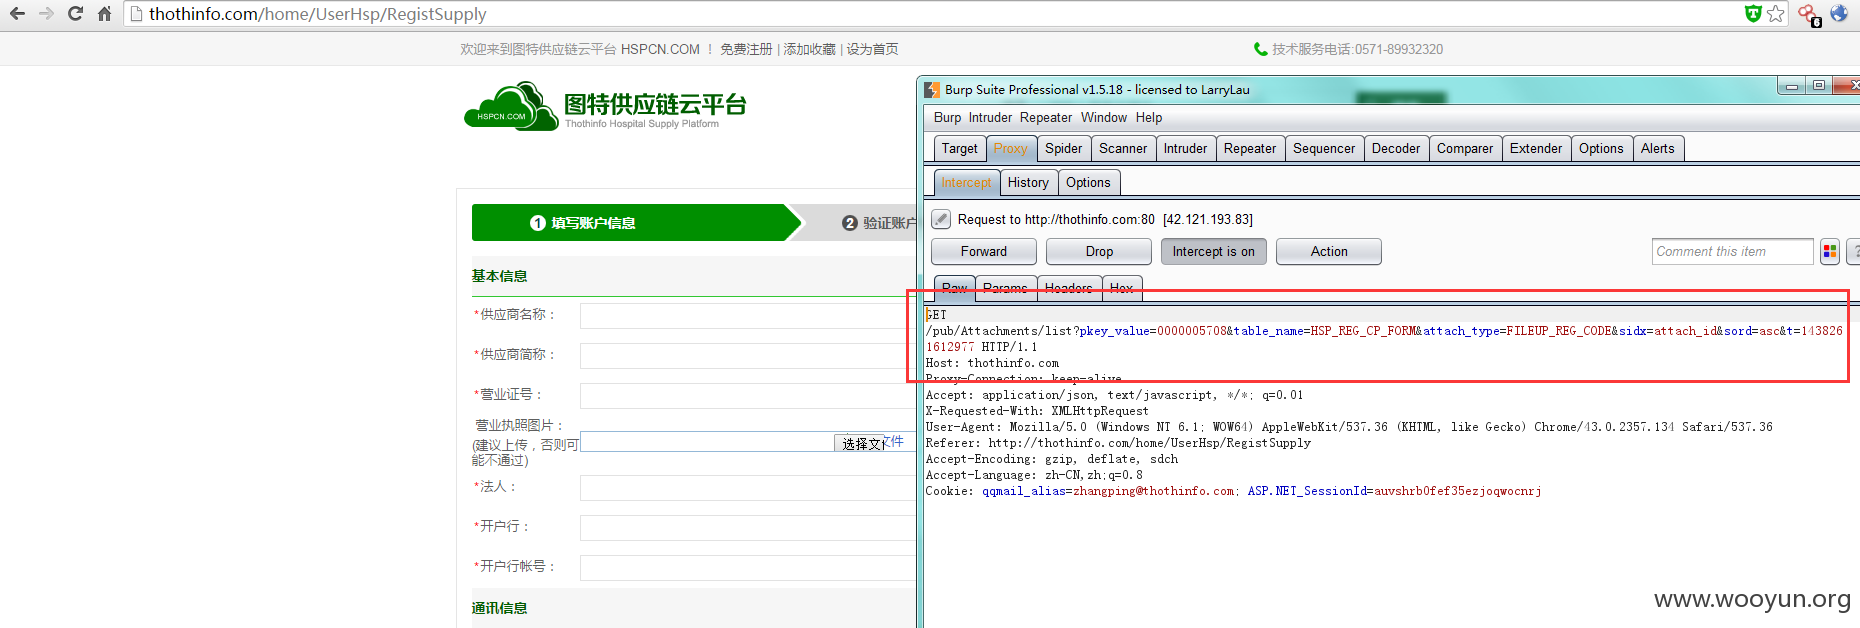 thothinfo.com/home/UserHsp/RegistSupply
6
欢迎来到图特供应链云平台 HSPCN.COM ！ 免费注册 | 添加收藏 | 设为首页
技术服务电话:0571-89932320
HSPCN.COM
图特供应链云平台
Thothinfo Hospital Supply Platform
1 填写账户信息
2 验证账户
基本信息
*供应商名称：
*供应商简称：
*营业证号：
营业执照图片：
(建议上传，否则可能不通过)
选择文件
*法人：
*开户行：
*开户行帐号：
通讯信息
Burp Suite Professional v1.5.18 - licensed to LarryLau
Burp Intruder Repeater Window Help
Target Proxy Spider Scanner Intruder Repeater Sequencer Decoder Comparer Extender Options Alerts
Intercept History Options
Request to http://thothinfo.com:80 [42.121.193.83]
Forward Drop Intercept is on Action Comment this item ?
Raw Params Headers Hex
GET
/pub/Attachments/list?pkey_value=0000005708&table_name=HSP_REG_CP_FORM&attach_type=FILEUP_REG_CODE&sidx=attach_id&sord=asc&t=143826
1612977 HTTP/1.1
Host: thothinfo.com
Proxy-Connection: keep-alive
Accept: application/json, text/javascript, */*; q=0.01
X-Requested-With: XMLHttpRequest
User-Agent: Mozilla/5.0 (Windows NT 6.1; WOW64) AppleWebKit/537.36 (KHTML, like Gecko) Chrome/43.0.2357.134 Safari/537.36
Referer: http://thothinfo.com/home/UserHsp/RegistSupply
Accept-Encoding: gzip, deflate, sdch
Accept-Language: zh-CN,zh;q=0.8
Cookie: qqmail_alias=zhangping@thothinfo.com; ASP.NET_SessionId=auvshrb0fef35ezjoqwocnrj
www.wooyun.org